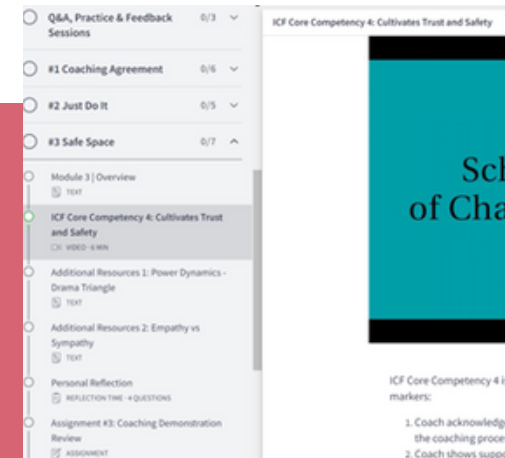 Q&A, Practice & Feedback
Sessions
0/3
#1 Coaching Agreement
0/6
#2 Just Do It
0/5
#3 Safe Space
0/7
Module 3 | Overview
TEXT
ICF Core Competency 4: Cultivates Trust
and Safety
VIDEO · 6 MIN
Additional Resources 1: Power Dynamics -
Drama Triangle
TEXT
Additional Resources 2: Empathy vs
Sympathy
TEXT
Personal Reflection
REFLECTION TIME · 4 QUESTIONS
Assignment #3: Coaching Demonstration
Review
ASSIGNMENT
ICF Core Competency 4: Cultivates Trust and Safety
Sch
of Cha
ICF Core Competency 4 i
markers:
1. Coach acknowledge
the coaching proce
2. Coach shows suppo